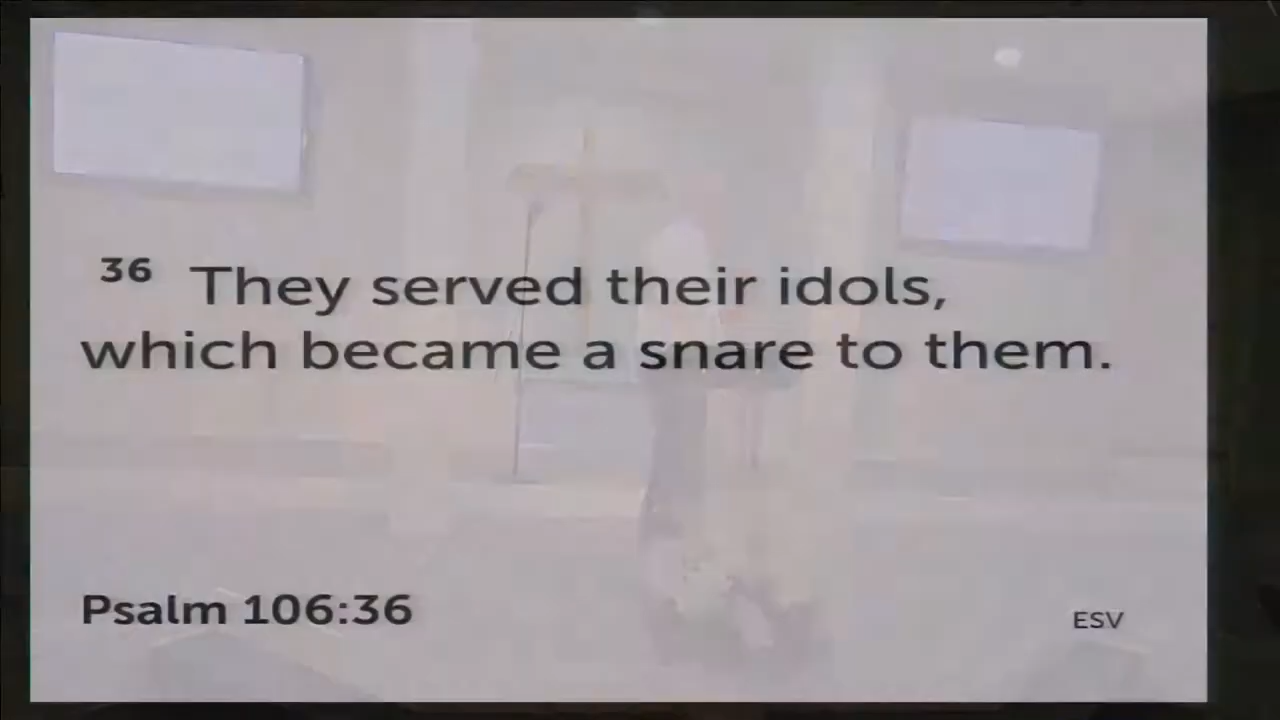 36 They served their idols,
which became a snare to them.
Psalm 106:36
ESV